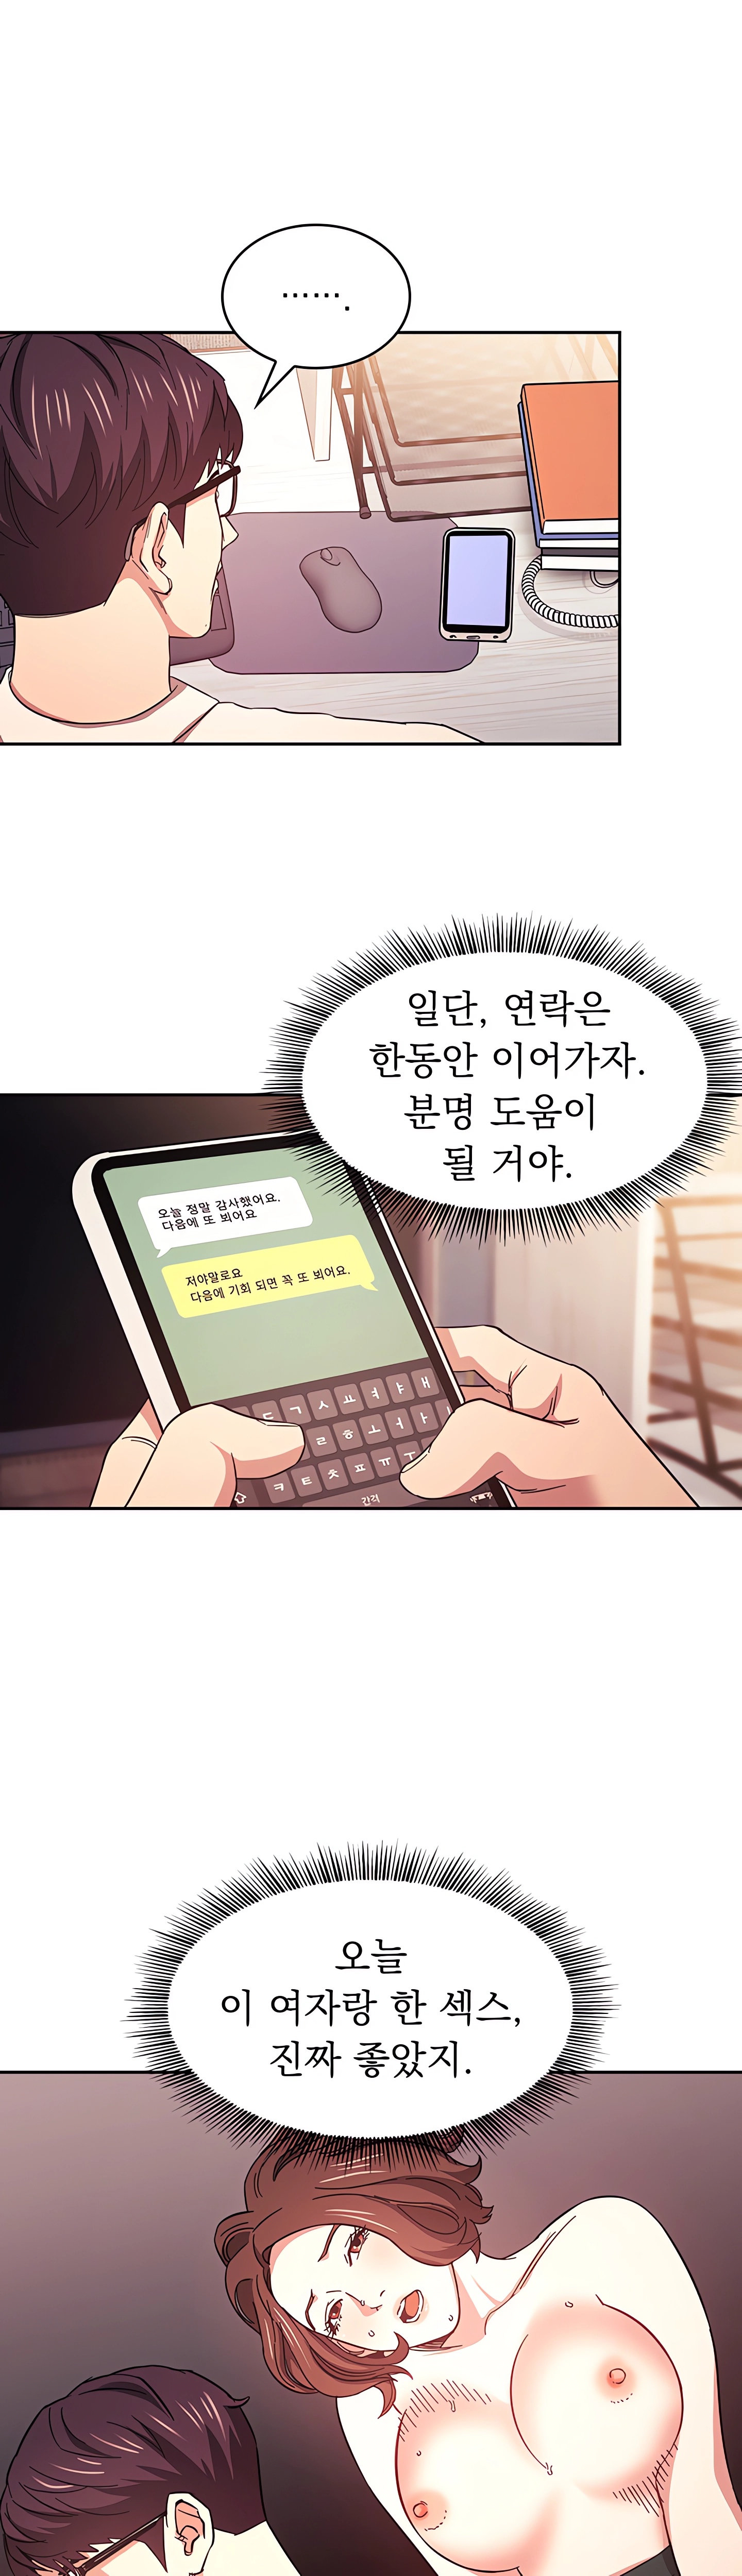 …….
일단, 연락은
한동안 이어가자.
분명 도움이
될 거야.
오늘 정말 감사했어요.
다음에 또 뵈어요
저야말로요
다음에 기회 되면 꼭 또 뵈어요.
ㄷ ㄱ ㅅ ㅛ ㅕ ㅑ ㅐ
ㄹ ㅎ ㅗ ㅓ ㅏ ㅣ
ㅋ ㅌ ㅊ ㅍ ㅠ ㅜ
간격
오늘
이 여자랑 한 섹스,
진짜 좋았지.